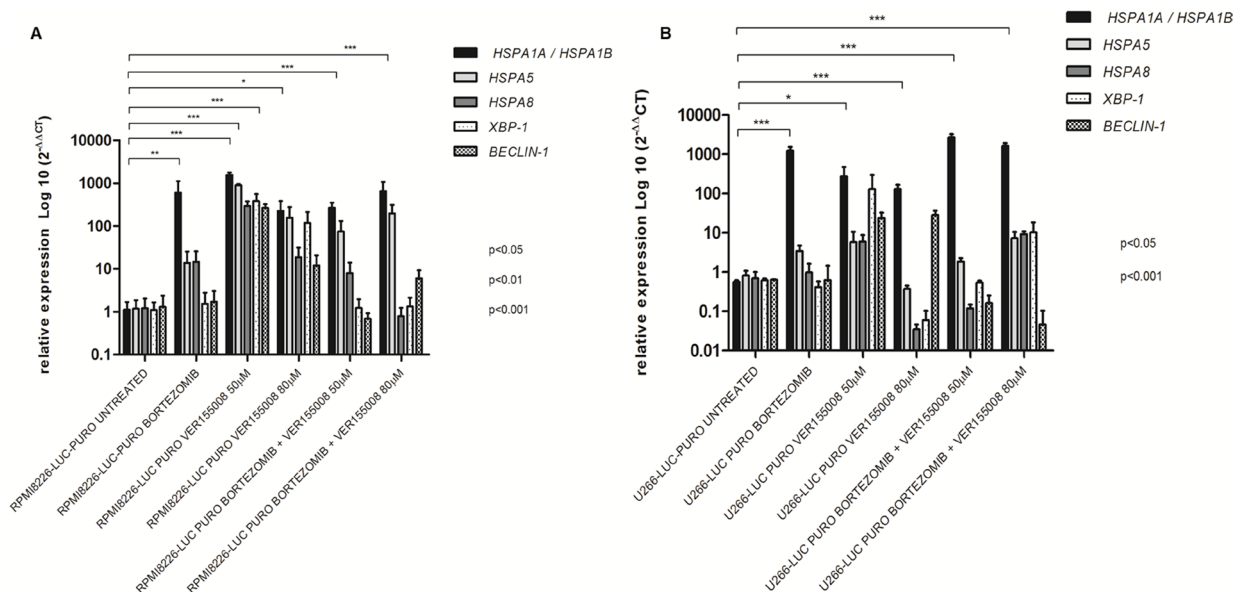 A
***
***
*
***
***
***
**
relative expression Log 10 (2-ΔΔCT)
10000
1000
100
10
1
0.1
HSPA1A / HSPA1B
HSPA5
HSPA8
XBP-1
BECLIN-1
p<0.05
p<0.01
p<0.001
RPMI8226-LUC-PURO UNTREATED
RPMI8226-LUC-PURO BORTEZOMIB
RPMI8226-LUC PURO VER155008 50µM
RPMI8226-LUC PURO VER155008 80µM
RPMI8226-LUC PURO BORTEZOMIB + VER155008 50µM
RPMI8226-LUC PURO BORTEZOMIB + VER155008 80µM
B
***
***
***
*
***
relative expression Log 10 (2-ΔΔCT)
10000
1000
100
10
1
0.1
0.01
HSPA1A / HSPA1B
HSPA5
HSPA8
XBP-1
BECLIN-1
p<0.05
p<0.001
U266-LUC-PURO UNTREATED
U266-LUC PURO BORTEZOMIB
U266-LUC PURO VER155008 50µM
U266-LUC PURO VER155008 80µM
U266-LUC PURO BORTEZOMIB + VER155008 50µM
U266-LUC PURO BORTEZOMIB + VER155008 80µM